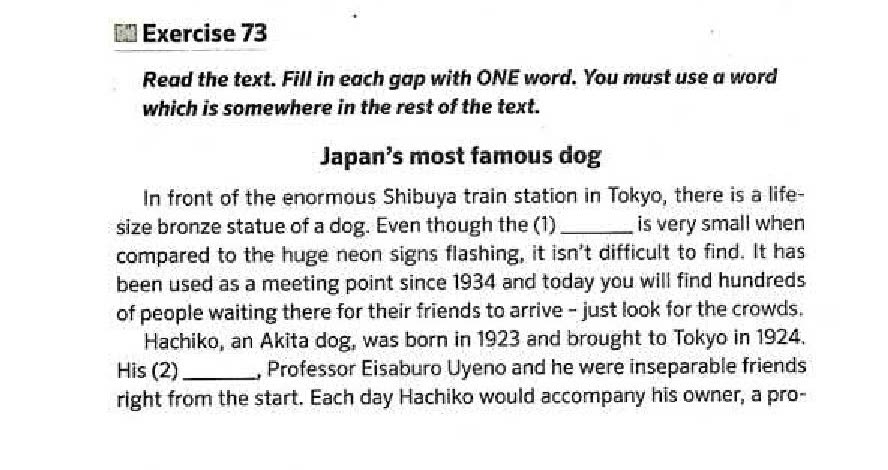 Exercise 73
Read the text. Fill in each gap with ONE word. You must use a word
which is somewhere in the rest of the text.
Japan's most famous dog
In front of the enormous Shibuya train station in Tokyo, there is a life-
size bronze statue of a dog. Even though the (1) ______ is very small when
compared to the huge neon signs flashing, it isn't difficult to find. It has
been used as a meeting point since 1934 and today you will find hundreds
of people waiting there for their friends to arrive – just look for the crowds.
Hachiko, an Akita dog, was born in 1923 and brought to Tokyo in 1924.
His (2) ______, Professor Eisaburo Uyeno and he were inseparable friends
right from the start. Each day Hachiko would accompany his owner, a pro-